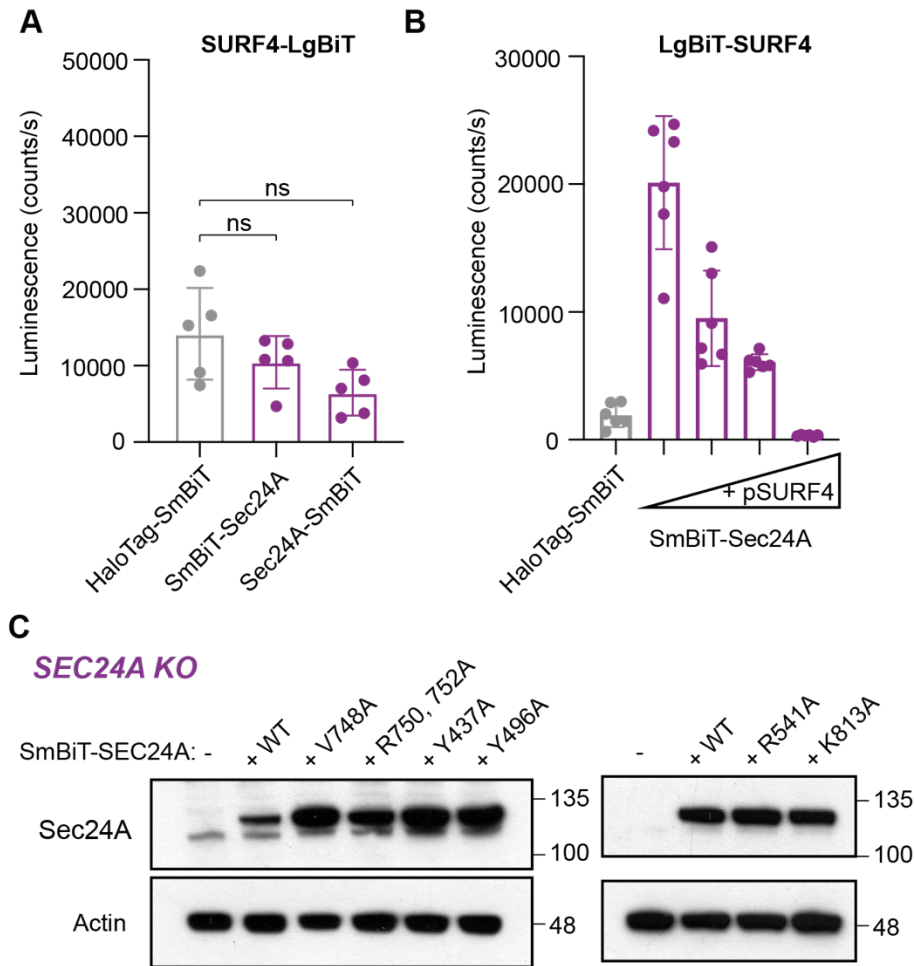 A
SURF4-LgBiT
50000
40000
30000
20000
10000
0
Luminescence (counts/s)
ns
ns
HaloTag-SmBiT
SmBiT-Sec24A
Sec24A-SmBiT
B
LgBiT-SURF4
30000
20000
10000
0
Luminescence (counts/s)
HaloTag-SmBiT
+ pSURF4
SmBiT-Sec24A
C
SEC24A KO
SmBiT-SEC24A: - + WT + V748A + R750, 752A + Y437A + Y496A
Sec24A
135
100
Actin
48
- + WT + R541A + K813A
135
100
48